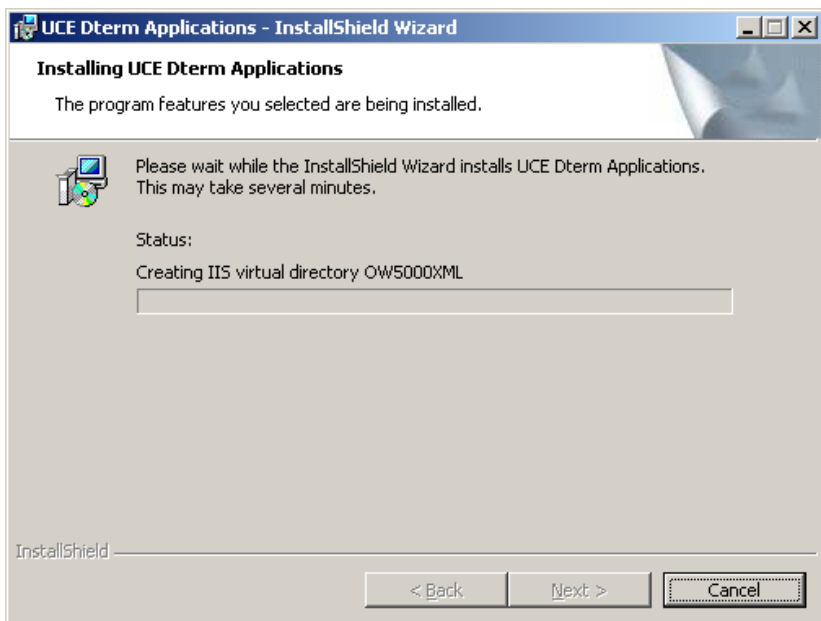 UCE Dterm Applications - InstallShield Wizard
Installing UCE Dterm Applications
The program features you selected are being installed.
Please wait while the InstallShield Wizard installs UCE Dterm Applications.
This may take several minutes.
Status:
Creating IIS virtual directory OW5000XML
InstallShield
< Back Next > Cancel